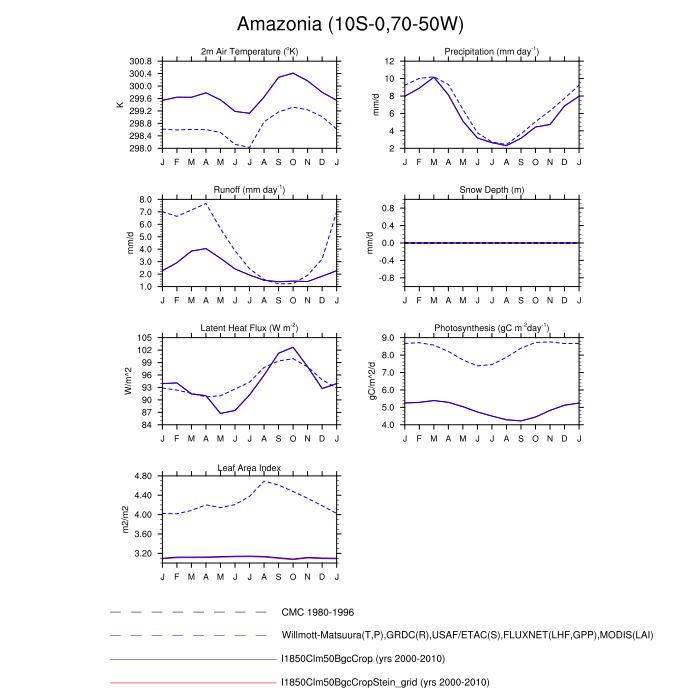 Amazonia (10S-0,70-50W)
2m Air Temperature (°K)
K
300.8
300.4
300.0
299.6
299.2
298.8
298.4
298.0
J F M A M J J A S O N D J
Precipitation (mm day⁻¹)
mm/d
12
10
8
6
4
2
J F M A M J J A S O N D J
Runoff (mm day⁻¹)
mm/d
8.0
7.0
6.0
5.0
4.0
3.0
2.0
1.0
J F M A M J J A S O N D J
Snow Depth (m)
mm/d
0.8
0.4
0.0
-0.4
-0.8
J F M A M J J A S O N D J
Latent Heat Flux (W m⁻²)
W/m^2
105
102
99
96
93
90
87
84
J F M A M J J A S O N D J
Photosynthesis (gC m⁻²day⁻¹)
gC/m^2/d
9.0
8.0
7.0
6.0
5.0
4.0
J F M A M J J A S O N D J
Leaf Area Index
m2/m2
4.80
4.00
3.60
3.20
J F M A M J J A S O N D J
CMC 1980-1996
Willmott-Matsuura(T,P),GRDC(R),USAF/ETAC(S),FLUXNET(LHF,GPP),MODIS(LAI)
I1850Clm50BgcCrop (yrs 2000-2010)
I1850Clm50BgcCropStein_grid (yrs 2000-2010)